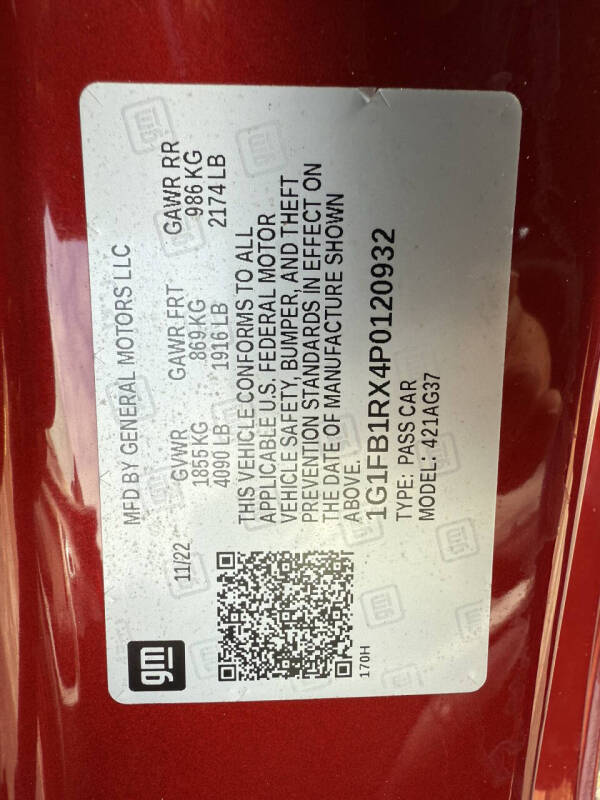 gm
MFD BY GENERAL MOTORS LLC
11/22 GVWR GAWR FRT GAWR RR
1855 KG 869 KG 986 KG
4090 LB 1916 LB 2174 LB
THIS VEHICLE CONFORMS TO ALL
APPLICABLE U.S. FEDERAL MOTOR
VEHICLE SAFETY, BUMPER, AND THEFT
PREVENTION STANDARDS IN EFFECT ON
THE DATE OF MANUFACTURE SHOWN
ABOVE.
1G1FB1RX4P0120932
TYPE: PASS CAR
MODEL: 421AG37
170H